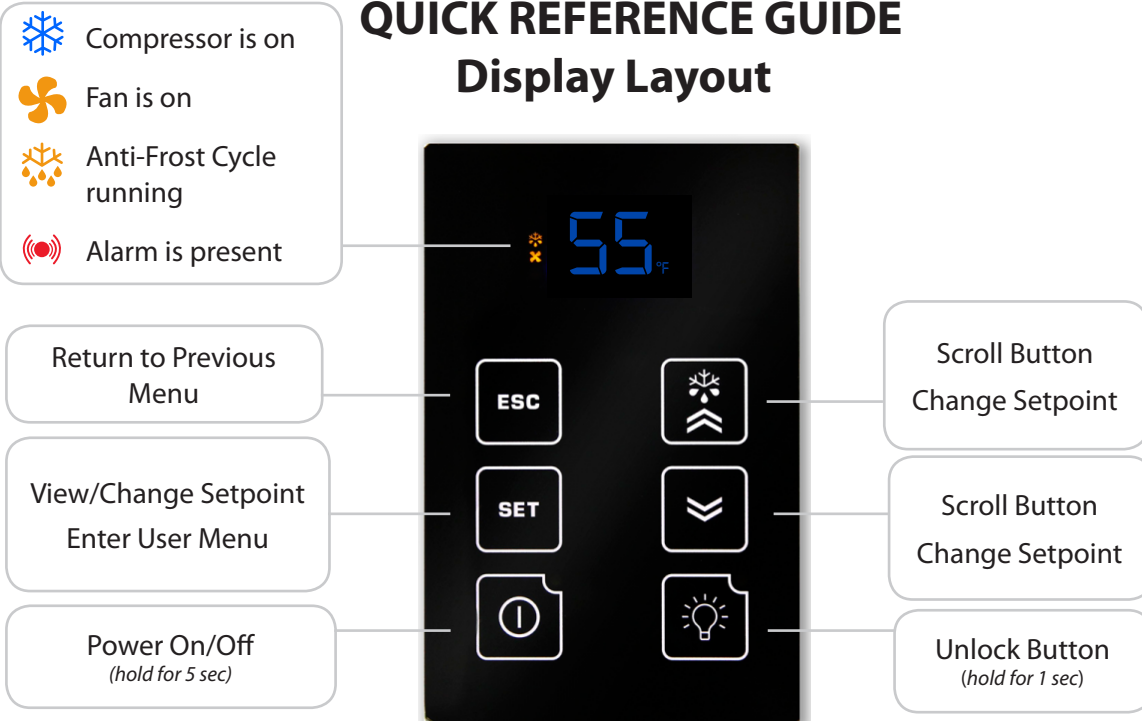 QUICK REFERENCE GUIDE
Display Layout
Compressor is on
Fan is on
Anti-Frost Cycle
running
Alarm is present
55 °F
Return to Previous
Menu
ESC
Scroll Button
Change Setpoint
View/Change Setpoint
Enter User Menu
SET
Scroll Button
Change Setpoint
Power On/Off
(hold for 5 sec)
Unlock Button
(hold for 1 sec)